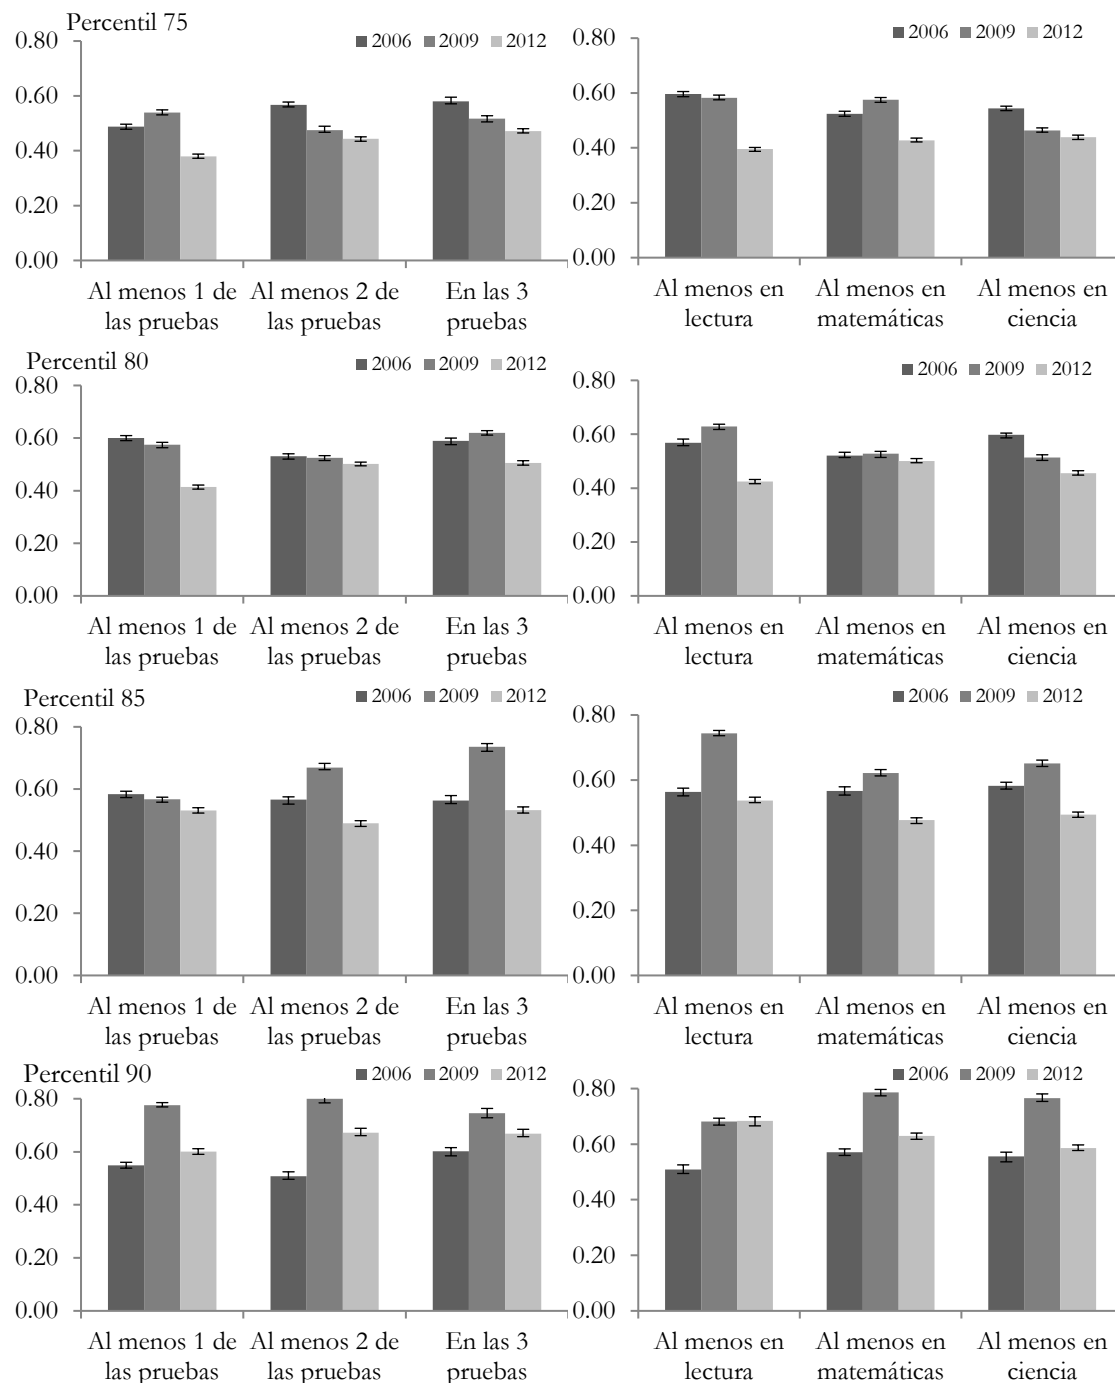 Percentil 75
2006 2009 2012
0.80
0.60
0.40
0.20
0.00
Al menos 1 de
las pruebas
Al menos 2 de
las pruebas
En las 3
pruebas
2006 2009 2012
0.80
0.60
0.40
0.20
0.00
Al menos en
lectura
Al menos en
matemáticas
Al menos en
ciencia
Percentil 80
2006 2009 2012
0.80
0.60
0.40
0.20
0.00
Al menos 1 de
las pruebas
Al menos 2 de
las pruebas
En las 3
pruebas
2006 2009 2012
0.80
0.60
0.40
0.20
0.00
Al menos en
lectura
Al menos en
matemáticas
Al menos en
ciencia
Percentil 85
2006 2009 2012
0.80
0.60
0.40
0.20
0.00
Al menos 1 de
las pruebas
Al menos 2 de
las pruebas
En las 3
pruebas
2006 2009 2012
0.80
0.60
0.40
0.20
0.00
Al menos en
lectura
Al menos en
matemáticas
Al menos en
ciencia
Percentil 90
2006 2009 2012
0.80
0.60
0.40
0.20
0.00
Al menos 1 de
las pruebas
Al menos 2 de
las pruebas
En las 3
pruebas
2006 2009 2012
0.80
0.60
0.40
0.20
0.00
Al menos en
lectura
Al menos en
matemáticas
Al menos en
ciencia